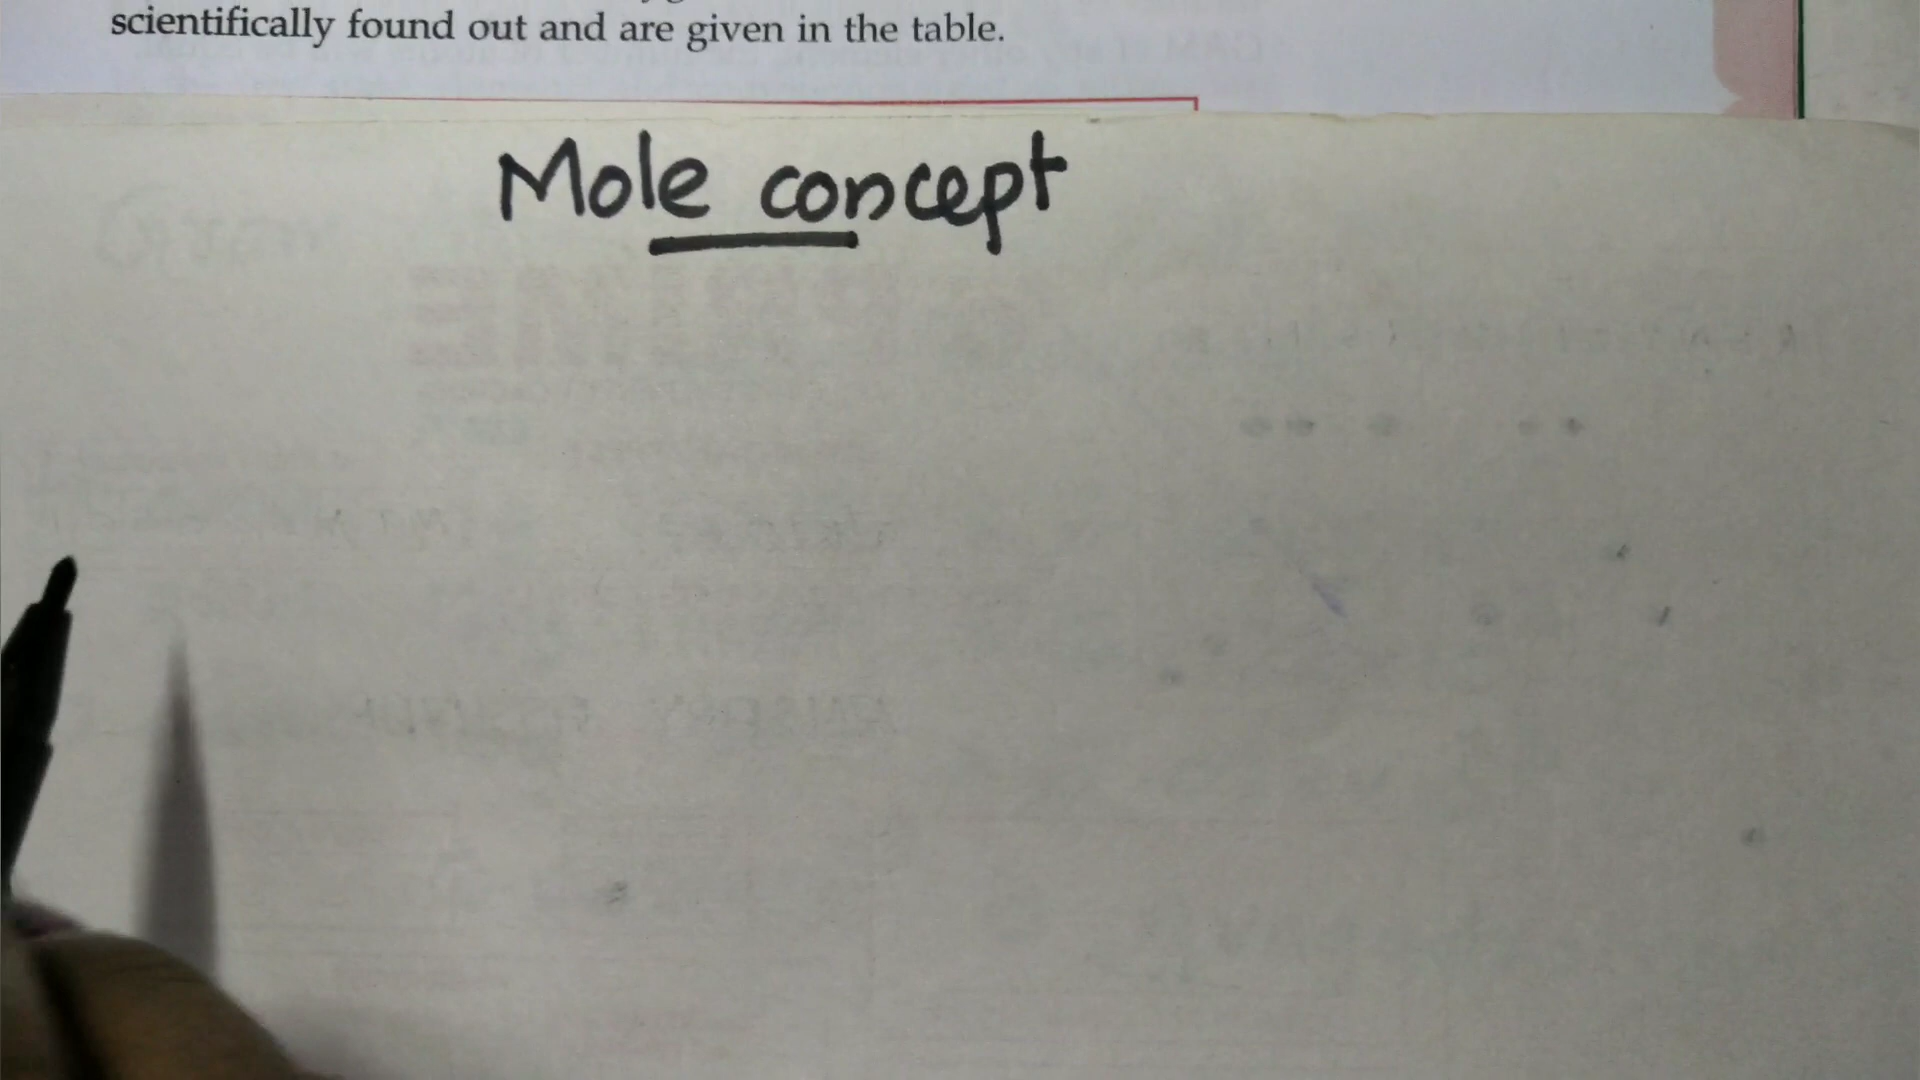 scientifically found out and are given in the table.
Mole concept